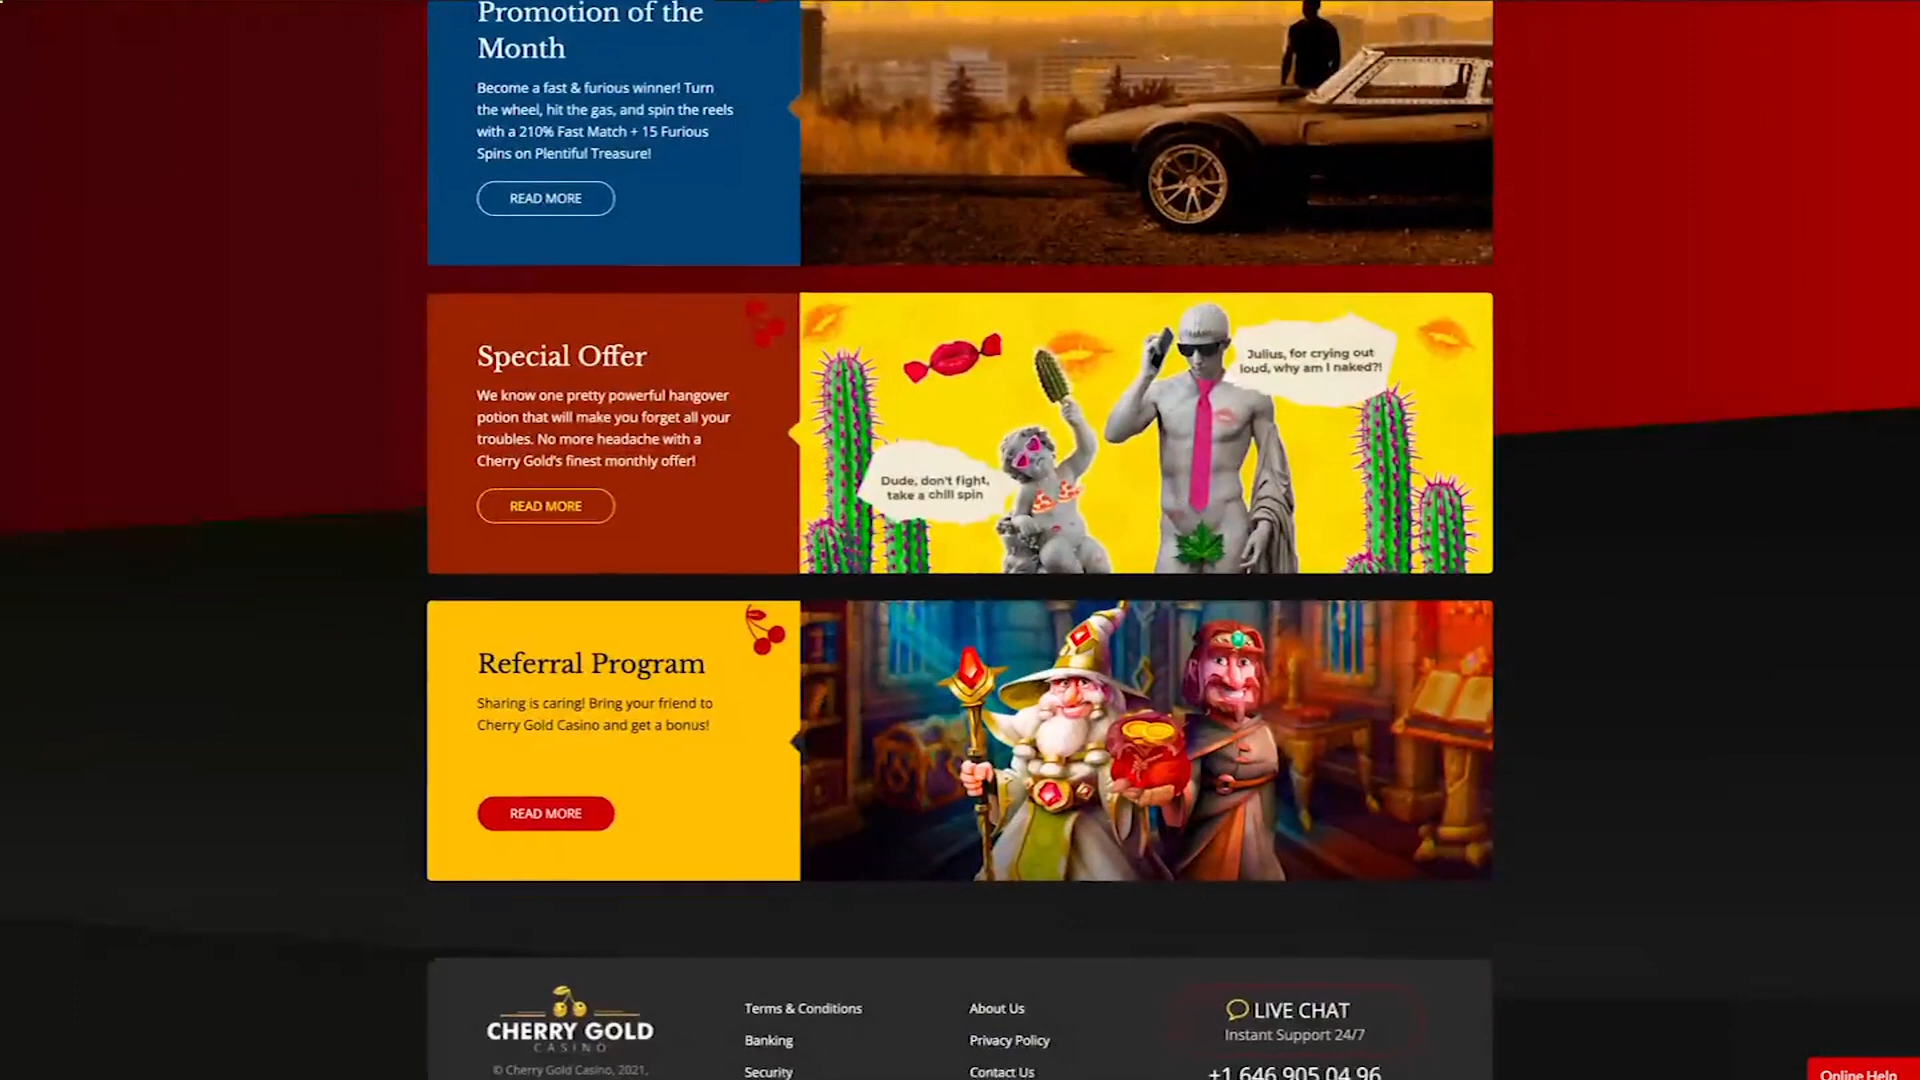 Promotion of the
Month
Become a fast & furious winner! Turn
the wheel, hit the gas, and spin the reels
with a 210% Fast Match + 15 Furious
Spins on Plentiful Treasure!
READ MORE
Special Offer
We know one pretty powerful hangover
potion that will make you forget all your
troubles. No more headache with a
Cherry Gold's finest monthly offer!
READ MORE
Dude, don't fight,
take a chill spin
Julius, for crying out
loud, why am I naked?!
Referral Program
Sharing is caring! Bring your friend to
Cherry Gold Casino and get a bonus!
READ MORE
CHERRY GOLD
CASINO
© Cherry Gold Casino, 2021,
Terms & Conditions
Banking
Security
About Us
Privacy Policy
Contact Us
LIVE CHAT
Instant Support 24/7
+1 646 905 04 96
Online Help